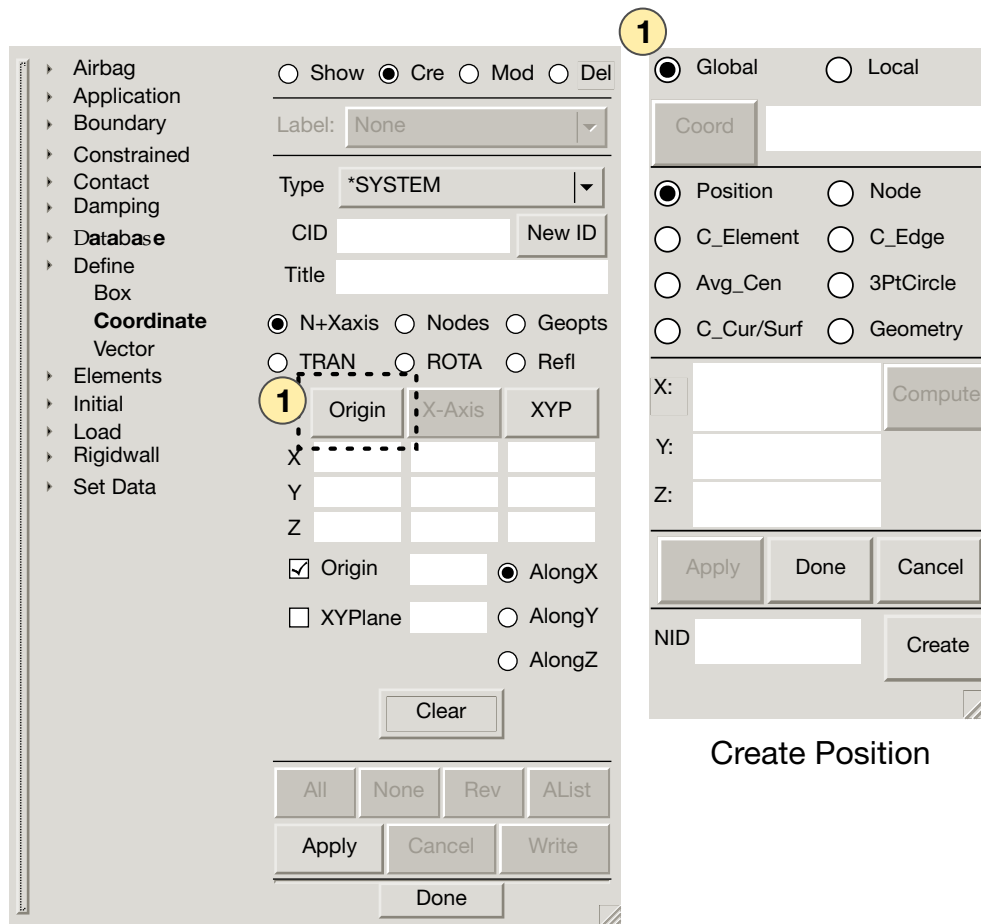 Airbag
Application
Boundary
Constrained
Contact
Damping
Database
Define
Box
Coordinate
Vector
Elements
Initial
Load
Rigidwall
Set Data
Show Cre Mod Del
Label: None
Type *SYSTEM
CID New ID
Title
N+Xaxis Nodes Geopts
TRAN ROTA Refl
1 Origin X-Axis XYP
X
Y
Z
Origin AlongX
XYPlane AlongY
AlongZ
Clear
All None Rev AList
Apply Cancel Write
Done
1
Global Local
Coord
Position Node
C_Element C_Edge
Avg_Cen 3PtCircle
C_Cur/Surf Geometry
X: Compute
Y:
Z:
Apply Done Cancel
NID Create
Create Position